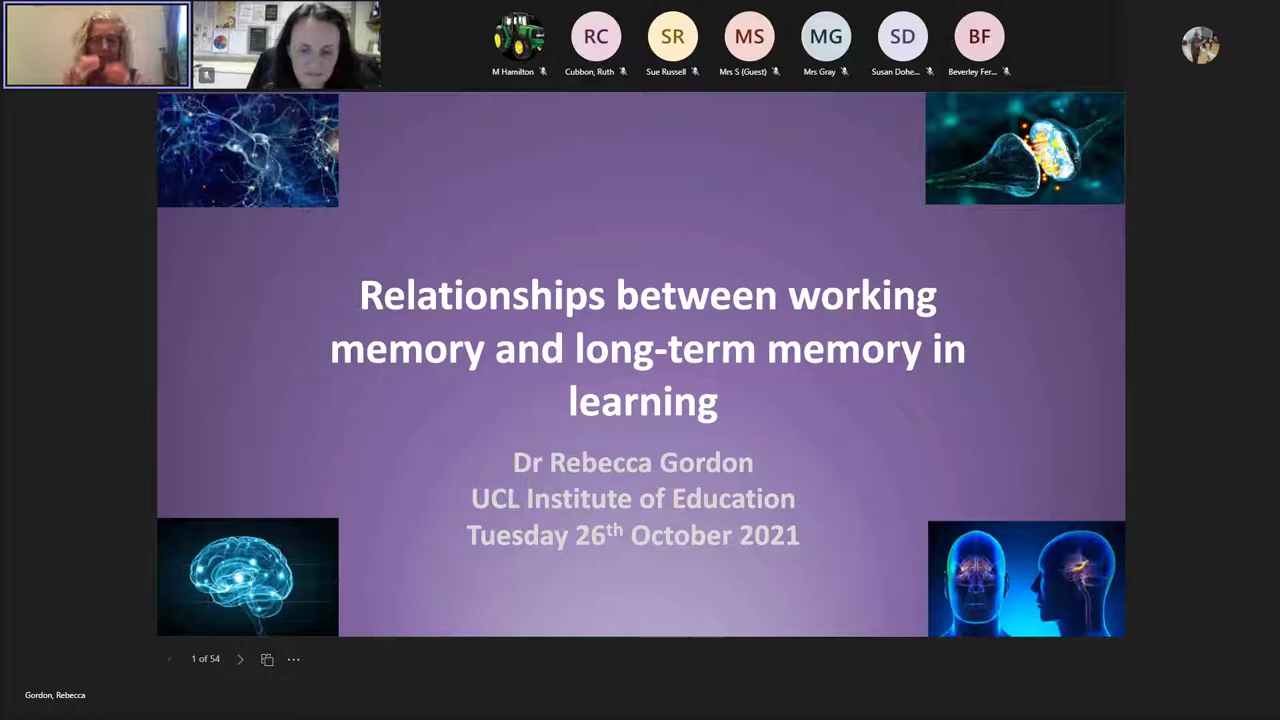 RC
SR
MS
MG
SD
BF
M Hamilton
Cubbon, Ruth
Sue Russell
Mrs S (Guest)
Mrs Gray
Susan Dohe...
Beverley Fer...
Relationships between working
memory and long-term memory in
learning
Dr Rebecca Gordon
UCL Institute of Education
Tuesday 26th October 2021
1 of 54
Gordon, Rebecca